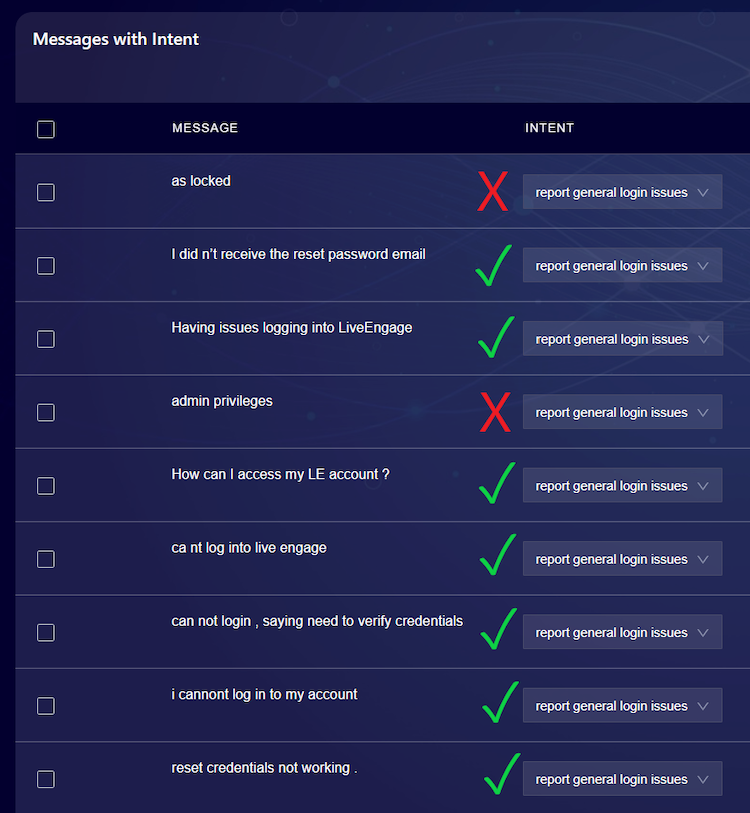 Messages with Intent
MESSAGE INTENT
as locked report general login issues
I did n't receive the reset password email report general login issues
Having issues logging into LiveEngage report general login issues
admin privileges report general login issues
How can I access my LE account ? report general login issues
ca nt log into live engage report general login issues
can not login , saying need to verify credentials report general login issues
i cannont log in to my account report general login issues
reset credentials not working . report general login issues